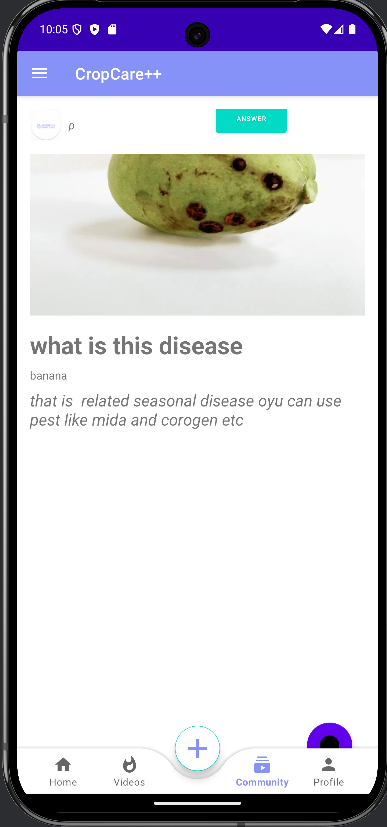 10:05
CropCare++
p
ANSWER
what is this disease
banana
that is related seasonal disease oyu can use
pest like mida and corogen etc
Home
Videos
Community
Profile